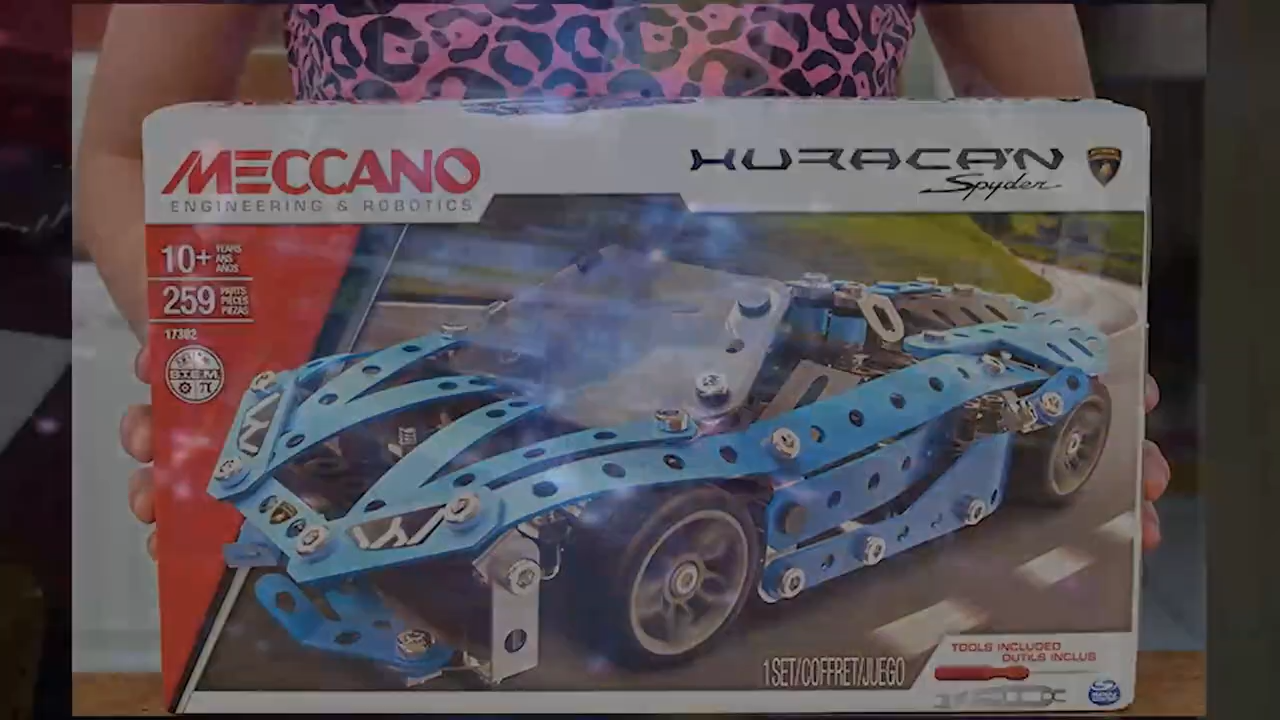 MECCANO
ENGINEERING & ROBOTICS
HURACÁN
Spyder
10+ YEARS
ANS
AÑOS
259 PARTS
PIÈCES
PIEZAS
17302
S.T.E.M.
1 SET/COFFRET/JUEGO
TOOLS INCLUDED
OUTILS INCLUS